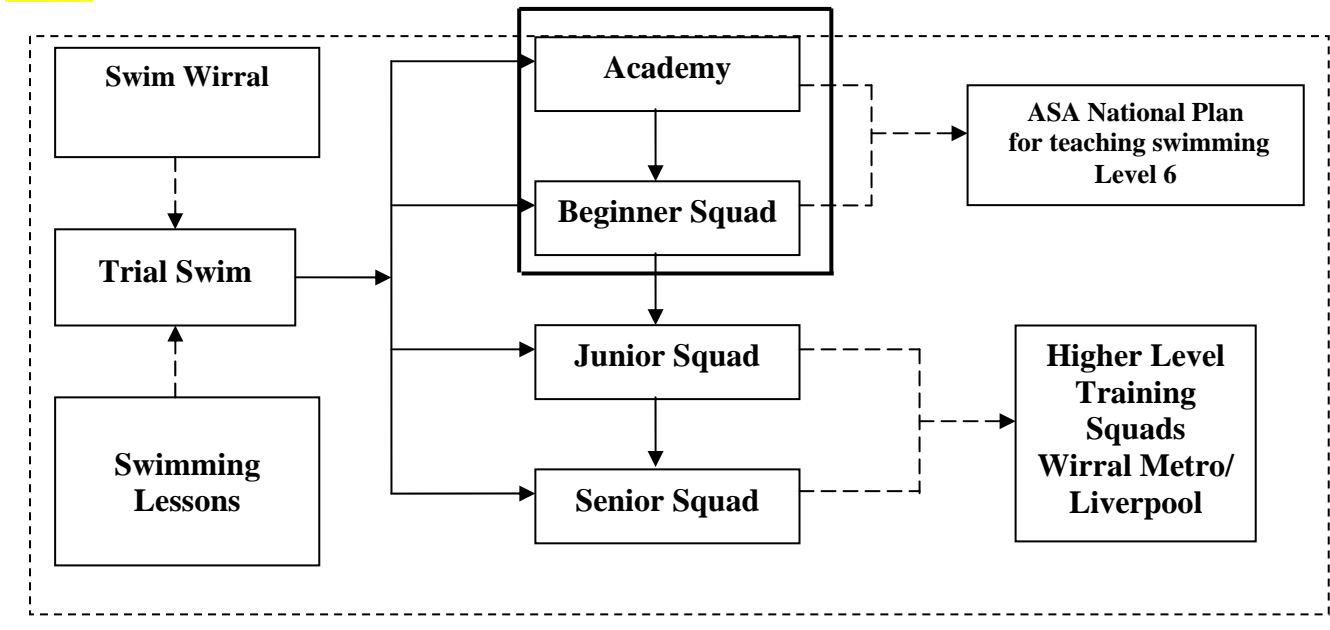 Swim Wirral
Academy
ASA National Plan
for teaching swimming
Level 6
Beginner Squad
Trial Swim
Junior Squad
Higher Level
Training
Squads
Wirral Metro/
Liverpool
Swimming
Lessons
Senior Squad